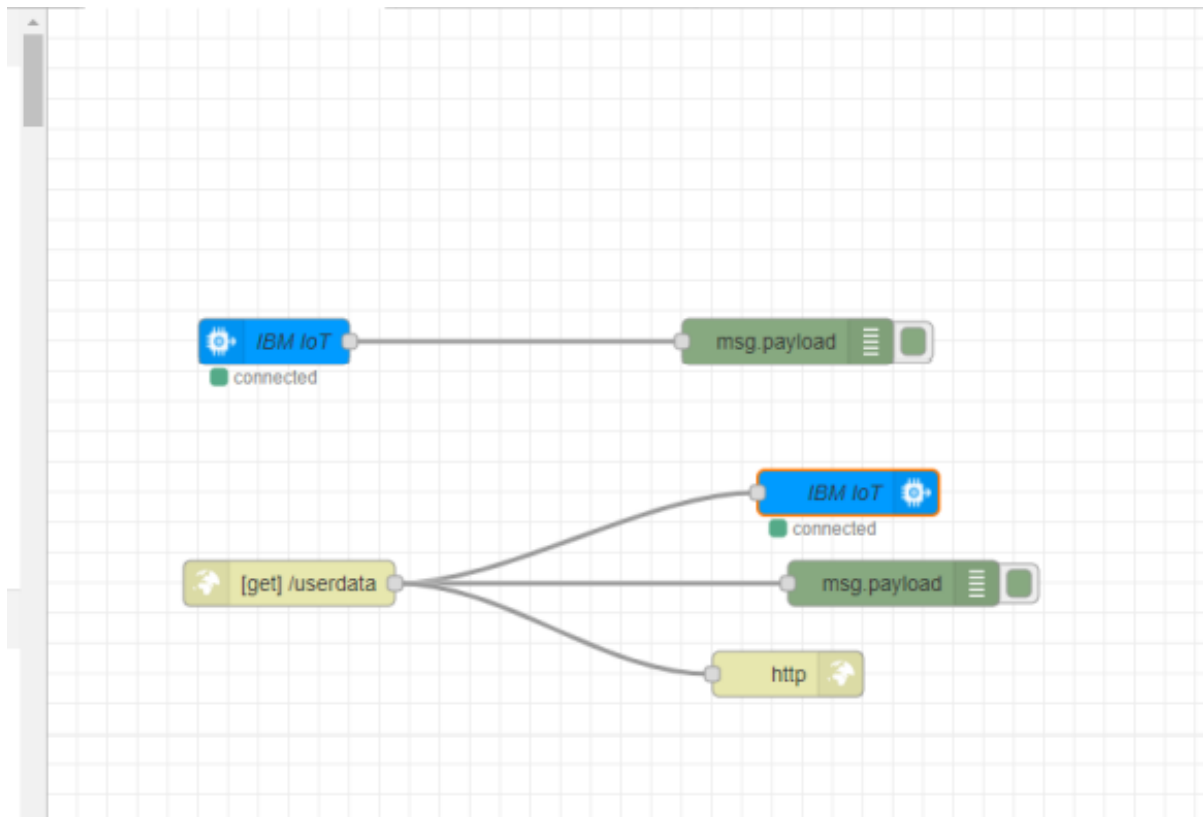 IBM IoT
msg.payload
connected
IBM IoT
connected
[get] /userdata
msg.payload
http